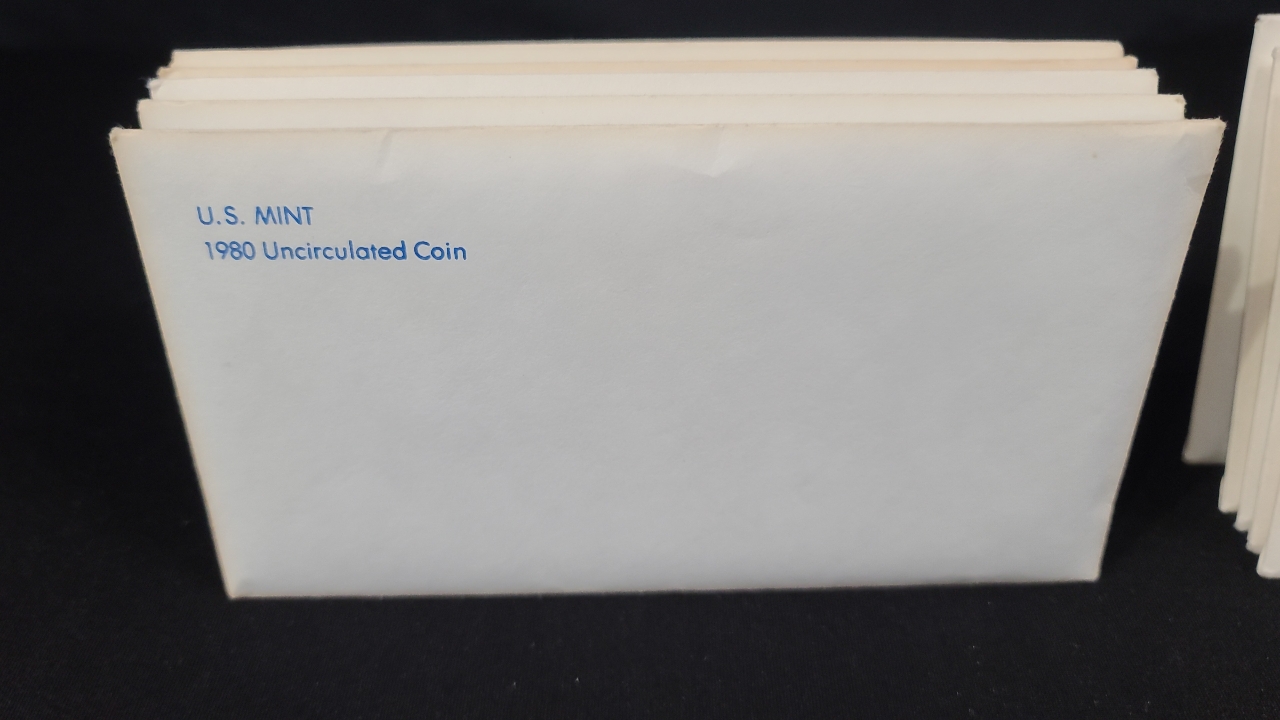 U.S. MINT
1980 Uncirculated Coin